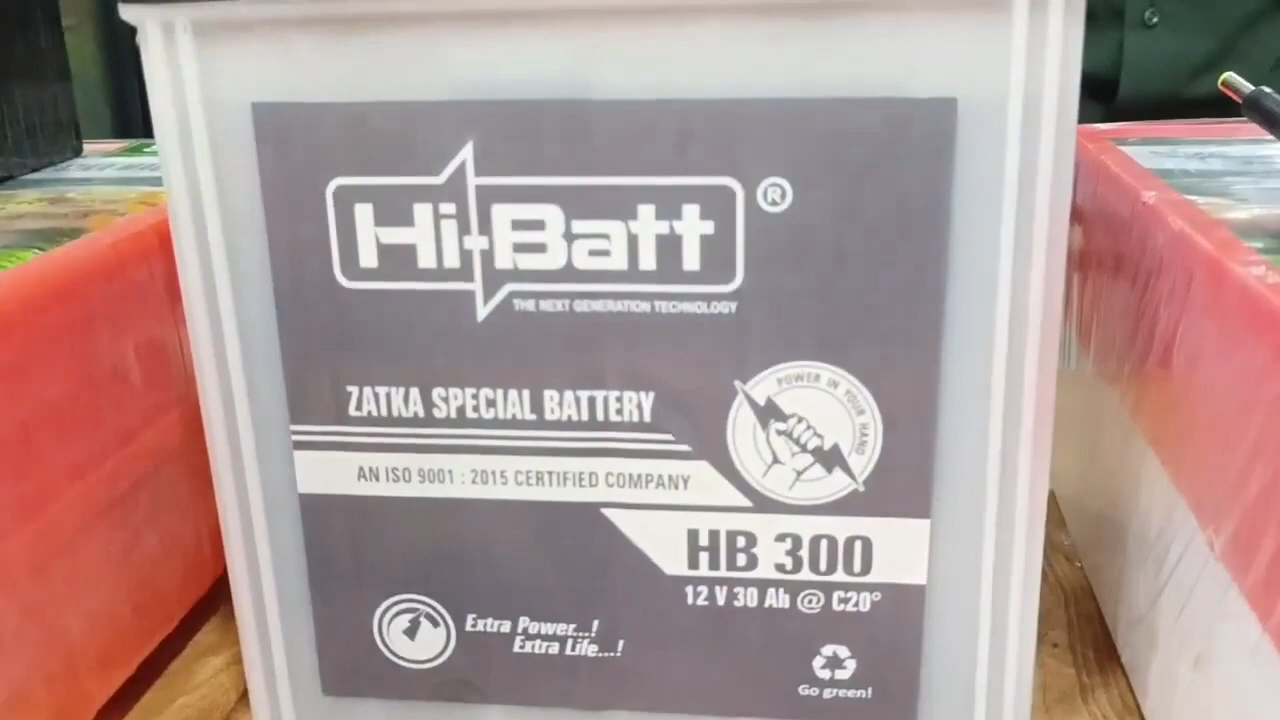 Hi-Batt ®
THE NEXT GENERATION TECHNOLOGY
ZATKA SPECIAL BATTERY
POWER IN YOUR HAND
AN ISO 9001 : 2015 CERTIFIED COMPANY
HB 300
12 V 30 Ah @ C20°
Extra Power...!
Extra Life...!
Go green!